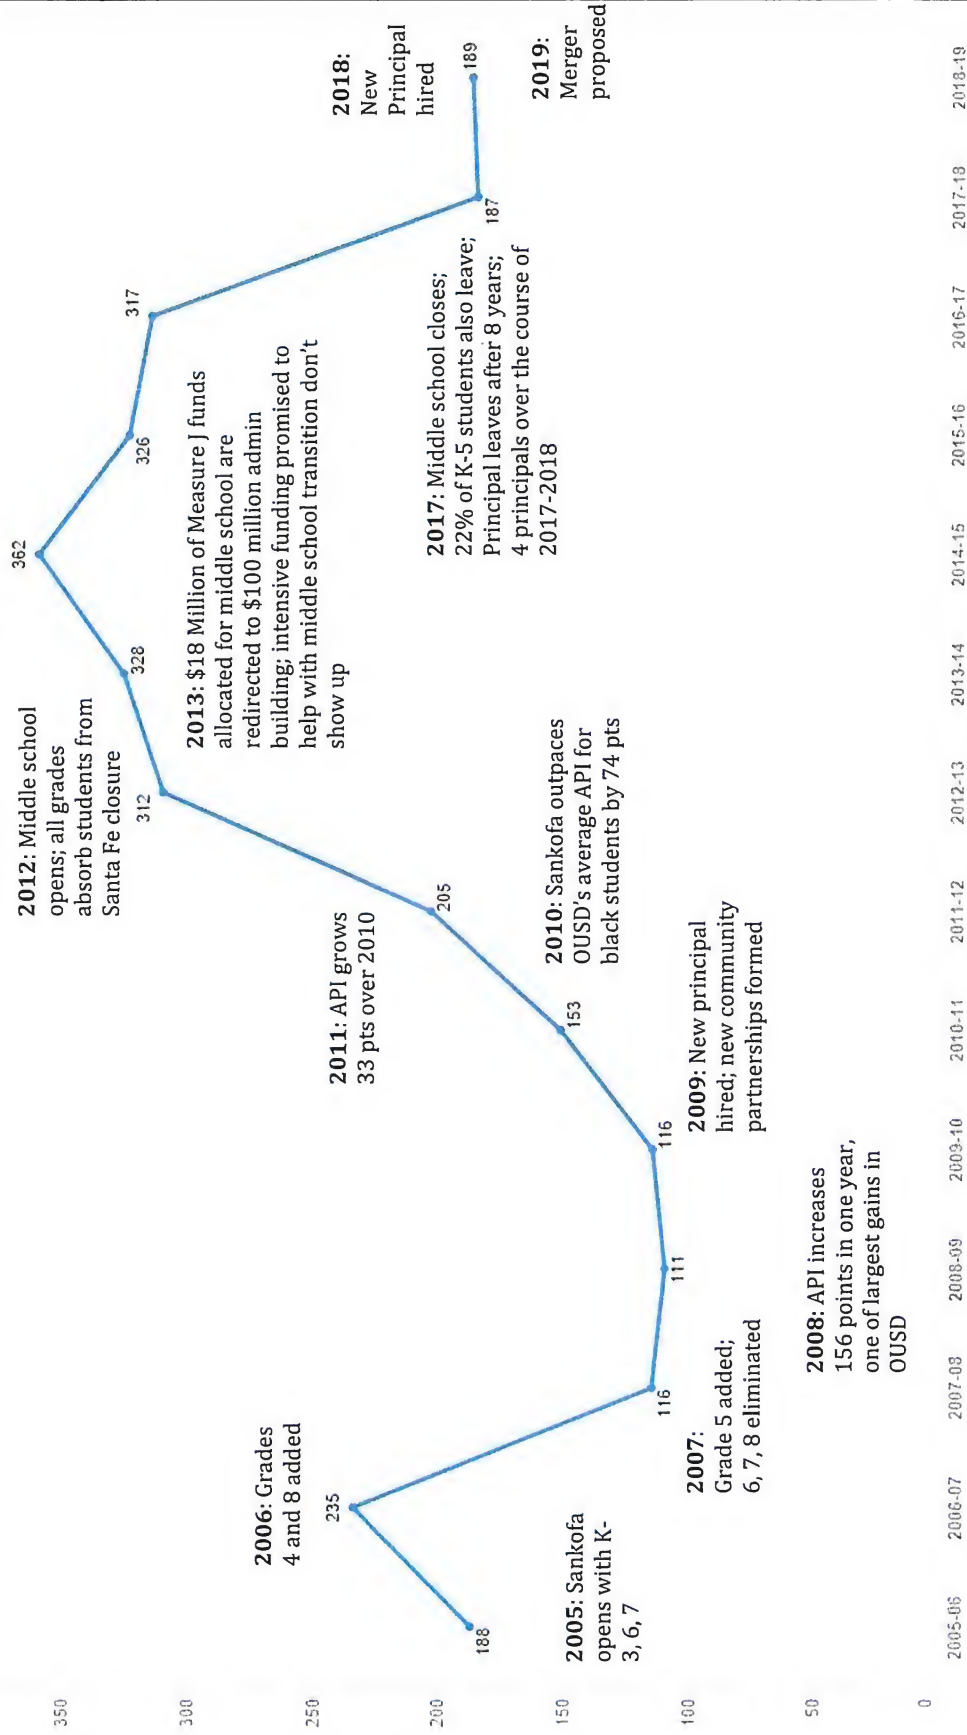 350
300
250
200
150
100
50
0
188
2005: Sankofa
opens with K-
3, 6, 7
2006: Grades
4 and 8 added
235
116
2007:
Grade 5 added;
6, 7, 8 eliminated
111
2008: API increases
156 points in one year,
one of largest gains in
OUSD
116
2009: New principal
hired; new community
partnerships formed
153
2010: Sankofa outpaces
OUSD's average API for
black students by 74 pts
2011: API grows
33 pts over 2010
205
2012: Middle school
opens; all grades
absorb students from
Santa Fe closure
312
328
2013: $18 Million of Measure J funds
allocated for middle school are
redirected to $100 million admin
building; intensive funding promised to
help with middle school transition don't
show up
362
326
317
2017: Middle school closes;
22% of K-5 students also leave;
Principal leaves after 8 years;
4 principals over the course of
2017-2018
187
2018:
New
Principal
hired
189
2019:
Merger
proposed
2005-06
2006-07
2007-08
2008-09
2009-10
2010-11
2011-12
2012-13
2013-14
2014-15
2015-16
2016-17
2017-18
2018-19